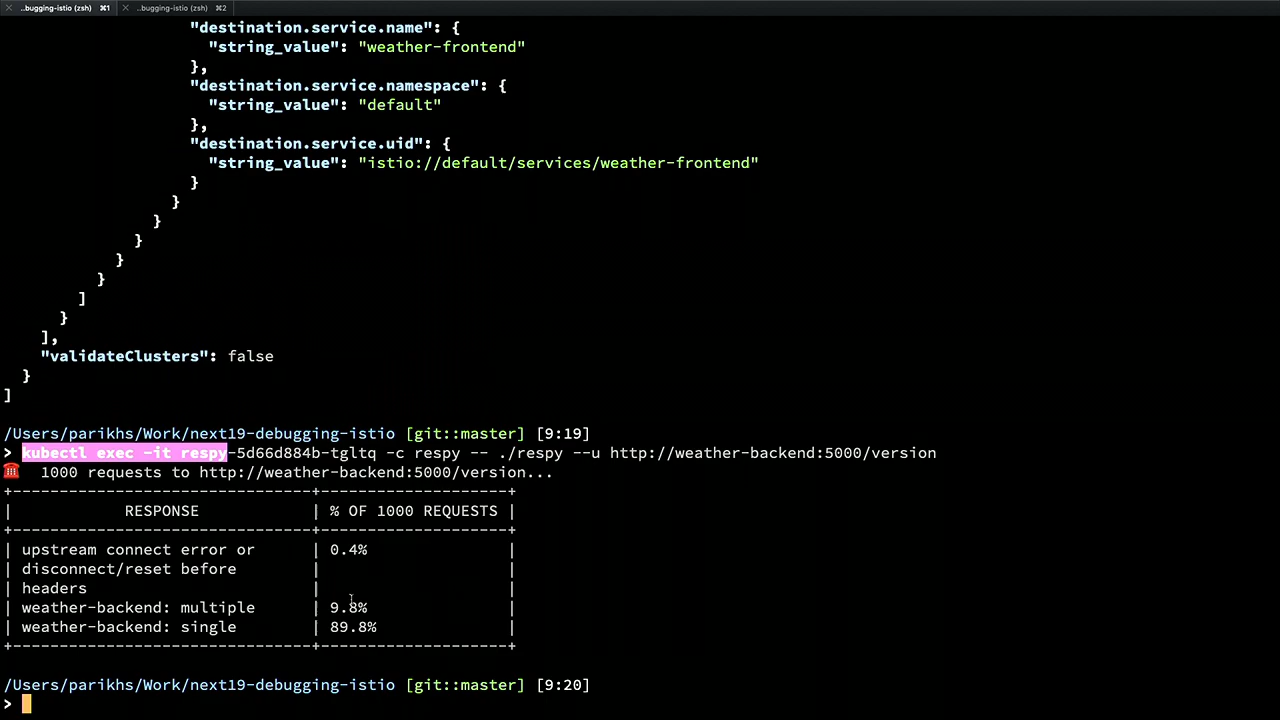 ..bugging-istio (zsh) ⌘1 ..bugging-istio (zsh) ⌘2
"destination.service.name": {
"string_value": "weather-frontend"
},
"destination.service.namespace": {
"string_value": "default"
},
"destination.service.uid": {
"string_value": "istio://default/services/weather-frontend"
}
}
}
}
}
}
]
}
],
"validateClusters": false
}
]
/Users/parikhs/Work/next19-debugging-istio [git::master] [9:19]
> kubectl exec -it respy-5d66d884b-tgltq -c respy -- ./respy --u http://weather-backend:5000/version
☎ 1000 requests to http://weather-backend:5000/version...
+--------------------------------+--------------------+
| RESPONSE | % OF 1000 REQUESTS |
+--------------------------------+--------------------+
| upstream connect error or | 0.4% |
| disconnect/reset before | |
| headers | |
| weather-backend: multiple | 9.8% |
| weather-backend: single | 89.8% |
+--------------------------------+--------------------+
/Users/parikhs/Work/next19-debugging-istio [git::master] [9:20]
>